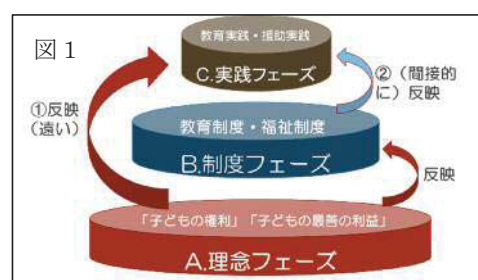 図1
教育実践・援助実践
C.実践フェーズ
①反映
(遠い)
②(間接的
に)反映
教育制度・福祉制度
B.制度フェーズ
反映
「子どもの権利」「子どもの最善の利益」
A.理念フェーズ